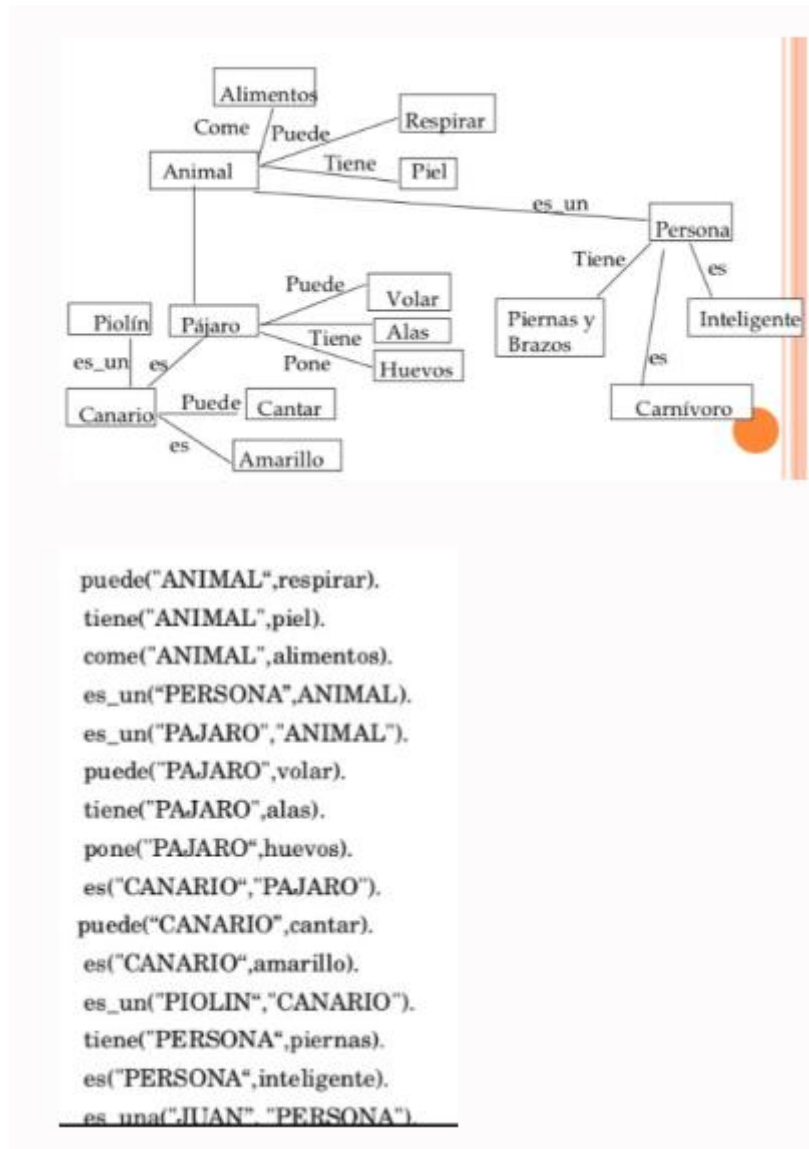 Alimentos
Come Puede Respirar
Animal Tiene Piel
es_un
Persona
Tiene es
Puede Volar
Piolín Pájaro Tiene Alas Piernas y Brazos Inteligente
es_un es Pone Huevos es
Canario Puede Cantar Carnívoro
es Amarillo
puede("ANIMAL“,respirar).
tiene("ANIMAL",piel).
come("ANIMAL",alimentos).
es_un(“PERSONA”,ANIMAL).
es_un("PAJARO","ANIMAL").
puede("PAJARO",volar).
tiene("PAJARO",alas).
pone("PAJARO“,huevos).
es("CANARIO“,"PAJARO").
puede(“CANARIO”,cantar).
es("CANARIO“,amarillo).
es_un("PIOLIN“,"CANARIO").
tiene("PERSONA“,piernas).
es("PERSONA“,inteligente).
es_una("JUAN”, "PERSONA").